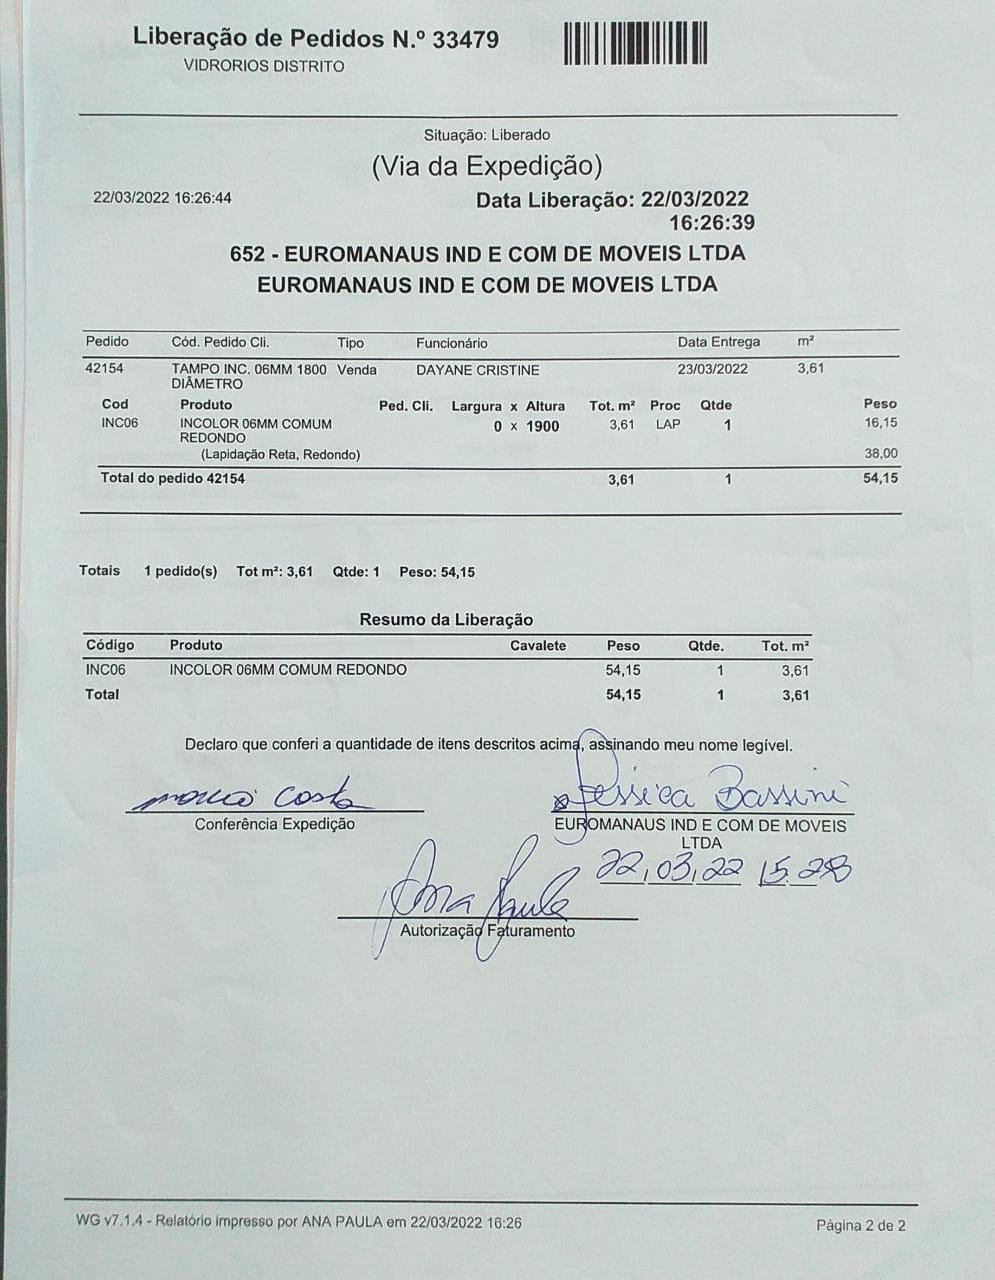 Liberação de Pedidos N.º 33479
VIDRORIOS DISTRITO
Situação: Liberado
(Via da Expedição)
22/03/2022 16:26:44 Data Liberação: 22/03/2022
16:26:39
652 - EUROMANAUS IND E COM DE MOVEIS LTDA
EUROMANAUS IND E COM DE MOVEIS LTDA
Pedido Cód. Pedido Cli. Tipo Funcionário Data Entrega m²
42154 TAMPO INC. 06MM 1800 Venda DAYANE CRISTINE 23/03/2022 3,61
DIÂMETRO
Cod Produto Ped. Cli. Largura x Altura Tot. m² Proc Qtde Peso
INC06 INCOLOR 06MM COMUM 0 x 1900 3,61 LAP 1 16,15
REDONDO
(Lapidação Reta, Redondo) 38,00
Total do pedido 42154 3,61 1 54,15
Totais 1 pedido(s) Tot m²: 3,61 Qtde: 1 Peso: 54,15
Resumo da Liberação
Código Produto Cavalete Peso Qtde. Tot. m²
INC06 INCOLOR 06MM COMUM REDONDO 54,15 1 3,61
Total 54,15 1 3,61
Declaro que conferi a quantidade de itens descritos acima, assinando meu nome legível.
Costa Jessica Bassini
Conferência Expedição EUROMANAUS IND E COM DE MOVEIS
LTDA
22,03,22 15:28
Ana Paula
Autorização Faturamento
WG v7.1.4 - Relatório impresso por ANA PAULA em 22/03/2022 16:26 Página 2 de 2